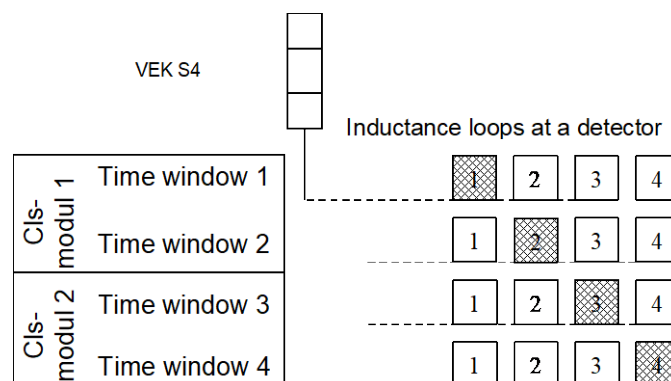 VEK S4
Inductance loops at a detector
Cls-
modul 1
Time window 1
1 2 3 4
Time window 2
1 2 3 4
Cls-
modul 2
Time window 3
1 2 3 4
Time window 4
1 2 3 4